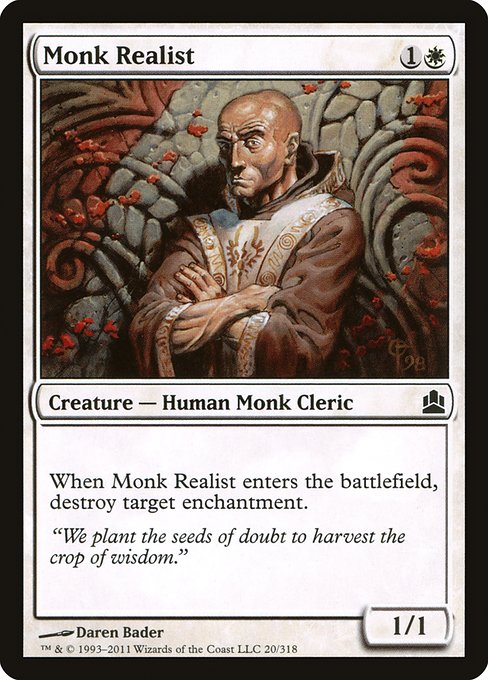 Monk Realist 1
Creature — Human Monk Cleric
When Monk Realist enters the battlefield,
destroy target enchantment.
“We plant the seeds of doubt to harvest the
crop of wisdom.”
1/1
Daren Bader
™ & © 1993–2011 Wizards of the Coast LLC 20/318